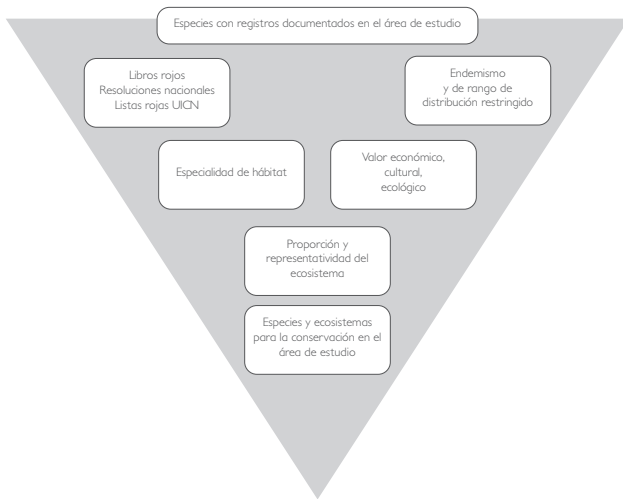 Especies con registros documentados en el área de estudio
Libros rojos
Resoluciones nacionales
Listas rojas UICN
Endemismo
y de rango de
distribución restringido
Especialidad de hábitat
Valor económico,
cultural,
ecológico
Proporción y
representatividad del
ecosistema
Especies y ecosistemas
para la conservación en el
área de estudio